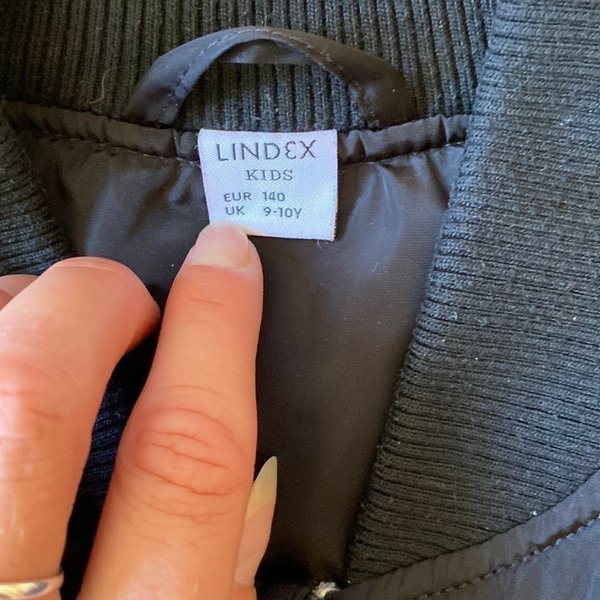 LINDEX
KIDS
EUR 140
UK 9-10Y